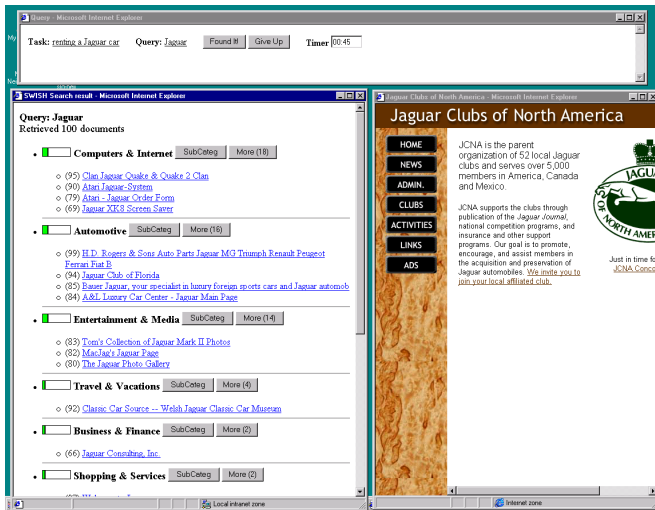 Query - Microsoft Internet Explorer
My
Task: renting a Jaguar car Query: Jaguar Found It! Give Up Timer 00:45
SWISH Search result - Microsoft Internet Explorer
Query: Jaguar
Retrieved 100 documents
Computers & Internet SubCateg More (18)
(95) Clan Jaguar Quake & Quake 2 Clan
(90) Atari Jaguar-System
(79) Atari - Jaguar Order Form
(69) Jaguar XK8 Screen Saver
Automotive SubCateg More (16)
(99) H.D. Rogers & Sons Auto Parts Jaguar MG Triumph Renault Peugeot
Ferrari Fiat B
(94) Jaguar Club of Florida
(85) Bauer Jaguar, your specialist in luxury foreign sports cars and Jaguar automob
(84) A&L Luxury Car Center - Jaguar Main Page
Entertainment & Media SubCateg More (14)
(83) Tom's Collection of Jaguar Mark II Photos
(82) MacJag's Jaguar Page
(80) The Jaguar Photo Gallery
Travel & Vacations SubCateg More (4)
(92) Classic Car Source -- Welsh Jaguar Classic Car Museum
Business & Finance SubCateg More (2)
(66) Jaguar Consulting, Inc.
Shopping & Services SubCateg More (2)
Local intranet zone
Jaguar Clubs of North America - Microsoft Internet Explorer
Jaguar Clubs of North America
HOME
NEWS
ADMIN.
CLUBS
ACTIVITIES
LINKS
ADS
JCNA is the parent
organization of 52 local Jaguar
clubs and serves over 5,000
members in America, Canada
and Mexico.
JCNA supports the clubs through
publication of the Jaguar Journal,
national competition programs, and
insurance and other support
programs. Our goal is to promote,
encourage, and assist members in
the acquisition and preservation of
Jaguar automobiles. We invite you to
join your local affiliated club.
JAGU
NORTH AMERI
Just in time fo
JCNA Conco
Internet zone